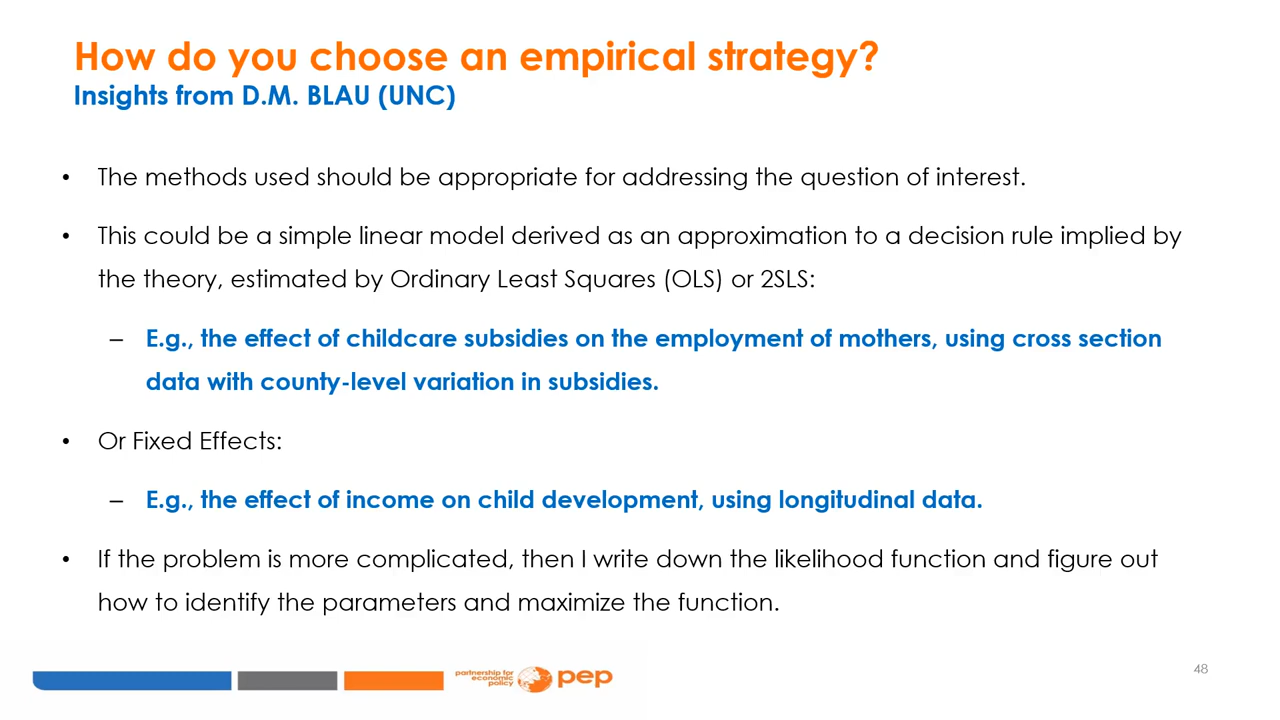 How do you choose an empirical strategy?
Insights from D.M. BLAU (UNC)
• The methods used should be appropriate for addressing the question of interest.
• This could be a simple linear model derived as an approximation to a decision rule implied by
the theory, estimated by Ordinary Least Squares (OLS) or 2SLS:
– E.g., the effect of childcare subsidies on the employment of mothers, using cross section
data with county-level variation in subsidies.
• Or Fixed Effects:
– E.g., the effect of income on child development, using longitudinal data.
• If the problem is more complicated, then I write down the likelihood function and figure out
how to identify the parameters and maximize the function.
partnership for
economic
policy
pep
48